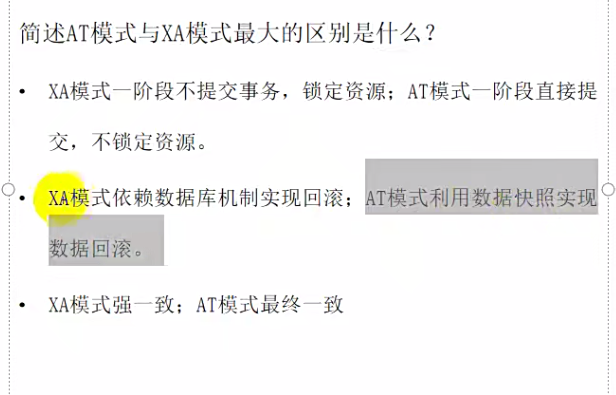 简述AT模式与XA模式最大的区别是什么？
• XA模式一阶段不提交事务，锁定资源；AT模式一阶段直接提
交，不锁定资源。
• XA模式依赖数据库机制实现回滚；AT模式利用数据快照实现
数据回滚。
• XA模式强一致；AT模式最终一致